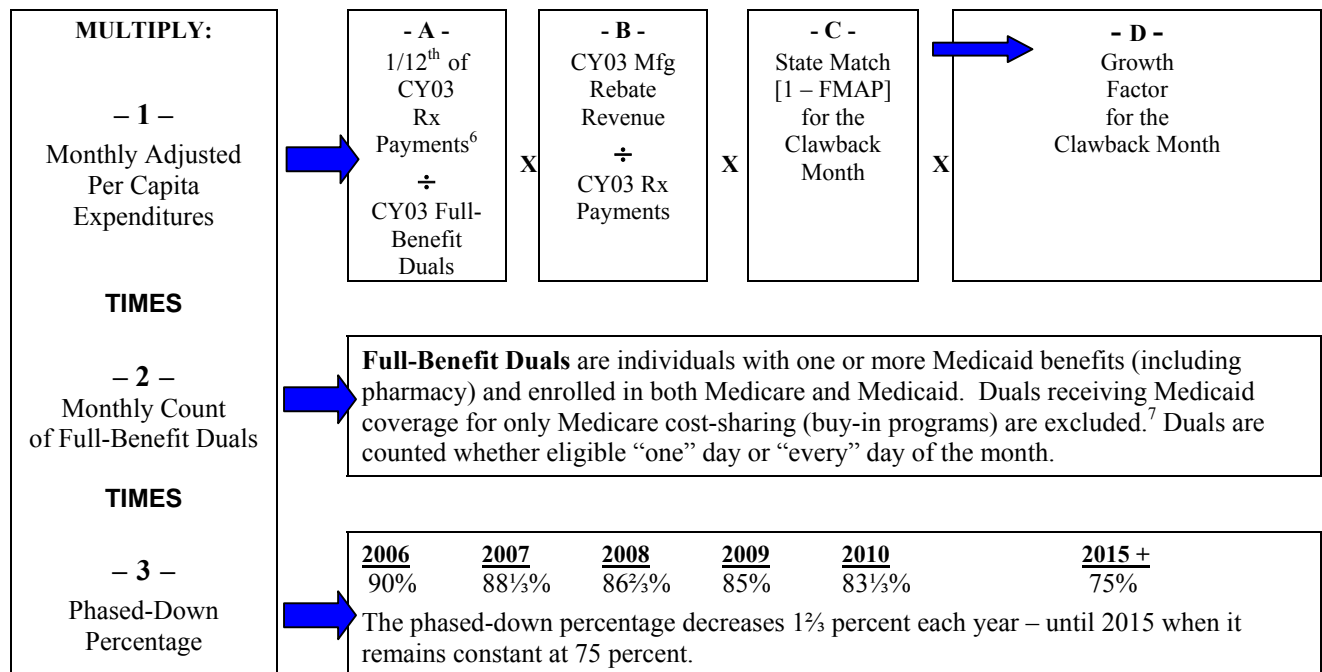 MULTIPLY:
– 1 –
Monthly Adjusted
Per Capita
Expenditures
- A -
1/12th of
CY03
Rx
Payments6
÷
CY03 Full-
Benefit
Duals
X
- B -
CY03 Mfg
Rebate
Revenue
÷
CY03 Rx
Payments
X
- C -
State Match
[1 – FMAP]
for the
Clawback
Month
X
– D –
Growth
Factor
for the
Clawback Month
TIMES
– 2 –
Monthly Count
of Full-Benefit Duals
Full-Benefit Duals are individuals with one or more Medicaid benefits (including
pharmacy) and enrolled in both Medicare and Medicaid. Duals receiving Medicaid
coverage for only Medicare cost-sharing (buy-in programs) are excluded.7 Duals are
counted whether eligible “one” day or “every” day of the month.
TIMES
– 3 –
Phased-Down
Percentage
2006 2007 2008 2009 2010 2015 +
90% 88⅓% 86⅔% 85% 83⅓% 75%
The phased-down percentage decreases 1⅔ percent each year – until 2015 when it
remains constant at 75 percent.